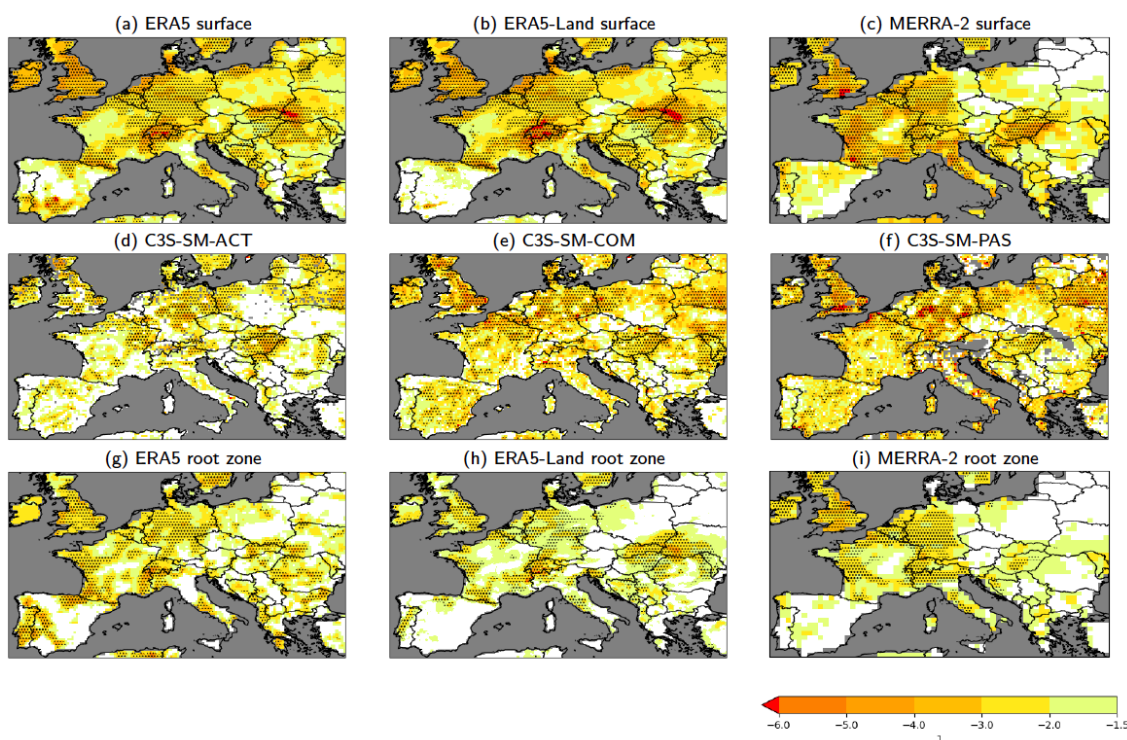 (a) ERA5 surface
(b) ERA5-Land surface
(c) MERRA-2 surface
(d) C3S-SM-ACT
(e) C3S-SM-COM
(f) C3S-SM-PAS
(g) ERA5 root zone
(h) ERA5-Land root zone
(i) MERRA-2 root zone
−6.0 −5.0 −4.0 −3.0 −2.0 −1.5